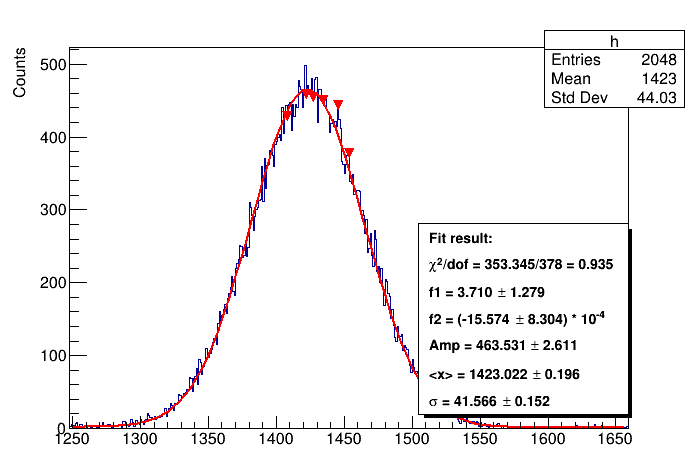 h
Entries 2048
Mean 1423
Std Dev 44.03
Counts
500
400
300
200
100
0
1250 1300 1350 1400 1450 1500 1550 1600 1650
Fit result:
χ²/dof = 353.345/378 = 0.935
f1 = 3.710 ± 1.279
f2 = (-15.574 ± 8.304) * 10⁻⁴
Amp = 463.531 ± 2.611
<x> = 1423.022 ± 0.196
σ = 41.566 ± 0.152